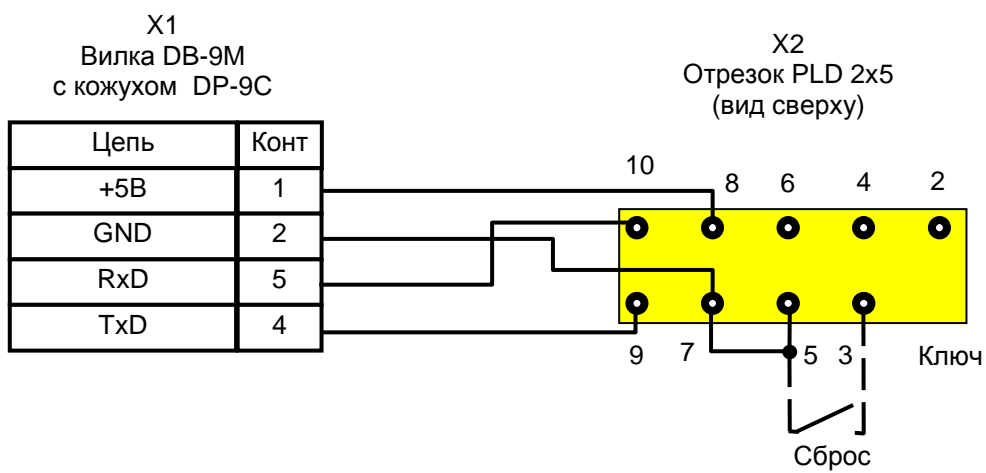 X1
Вилка DB-9M
с кожухом DP-9C
X2
Отрезок PLD 2x5
(вид сверху)
Цепь Конт
+5В 1
GND 2
RxD 5
TxD 4
10 8 6 4 2
9 7 5 3 Ключ
Сброс